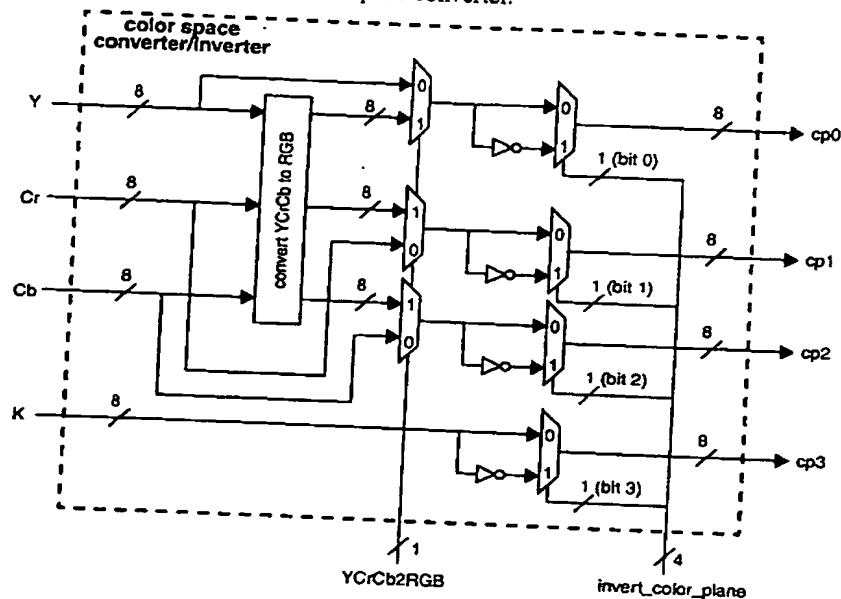 converter.
color space
converter/inverter
Y
8
8
0
1
0
1
8
cp0
1 (bit 0)
Cr
8
convert YCrCb to RGB
8
1
0
0
1
8
cp1
1 (bit 1)
Cb
8
8
1
0
0
1
8
cp2
1 (bit 2)
K
8
0
1
8
cp3
1 (bit 3)
1
YCrCb2RGB
4
invert_color_plane